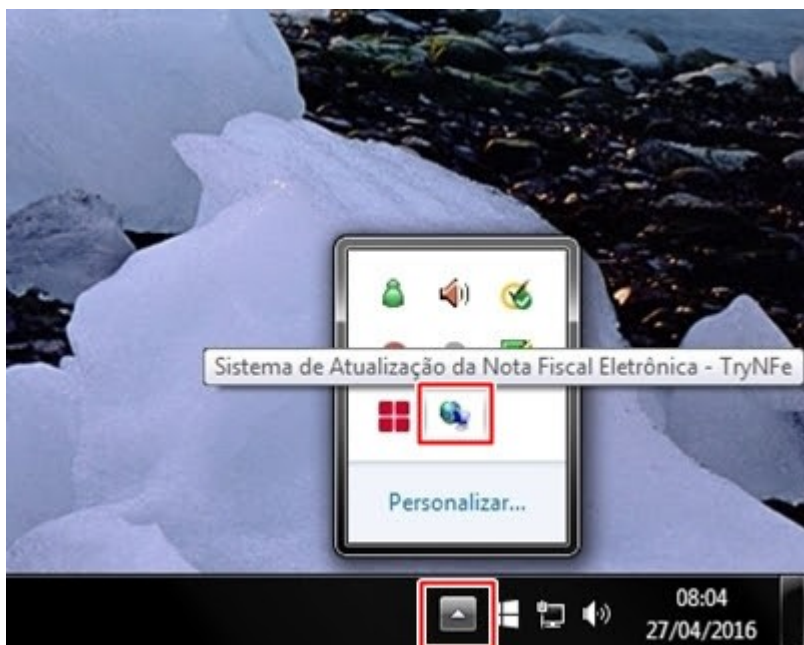 Sistema de Atualização da Nota Fiscal Eletrônica - TryNFe
Personalizar...
08:04
27/04/2016